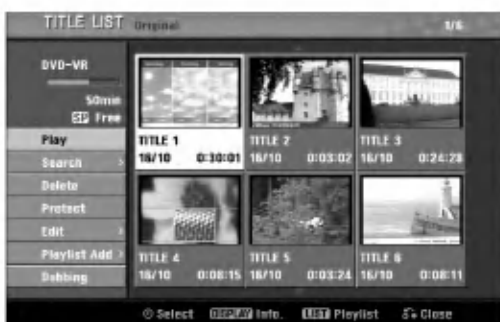 TITLE LIST Original 1/6
DVD-VR
50min
SP Free
Play
Search
Delete
Protect
Edit
Playlist Add
Dubbing
TITLE 1
16/10 0:30:01
TITLE 2
16/10 0:03:02
TITLE 3
16/10 0:24:28
TITLE 4
16/10 0:08:15
TITLE 5
16/10 0:03:24
TITLE 6
16/10 0:08:11
Select DISPLAY Info. LIST Playlist Close